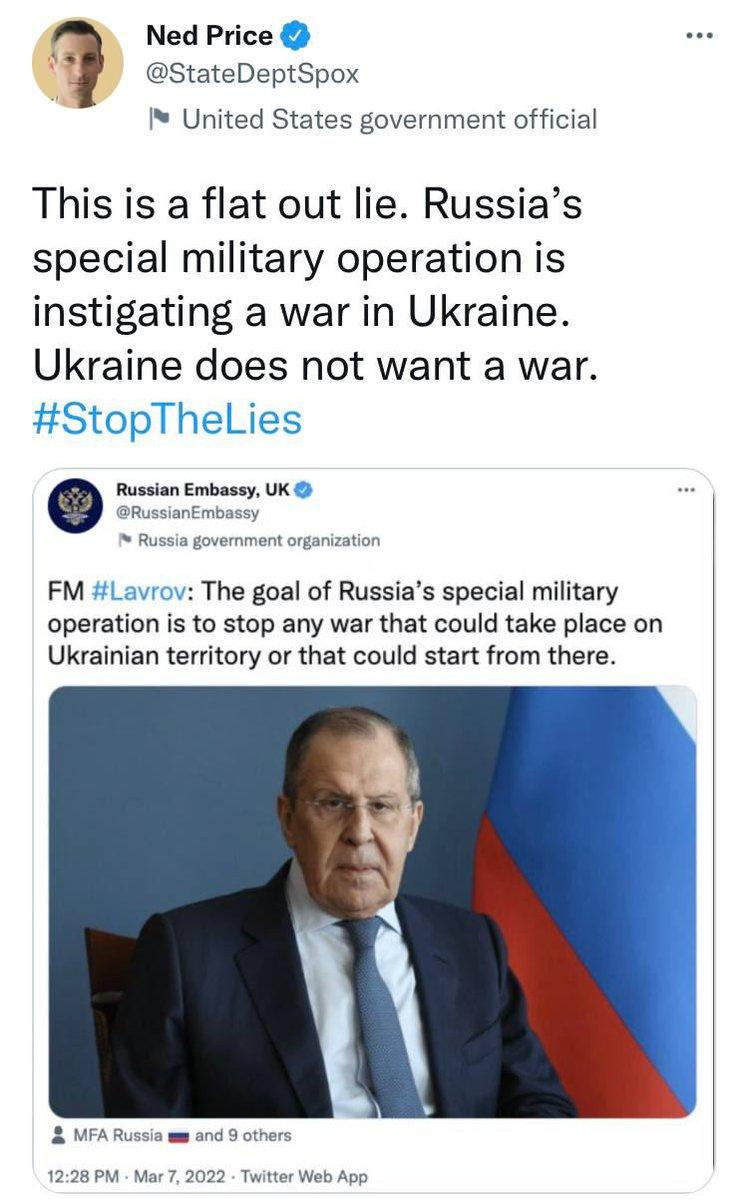 Ned Price
@StateDeptSpox
United States government official
This is a flat out lie. Russia’s
special military operation is
instigating a war in Ukraine.
Ukraine does not want a war.
#StopTheLies
Russian Embassy, UK
@RussianEmbassy
Russia government organization
FM #Lavrov: The goal of Russia’s special military
operation is to stop any war that could take place on
Ukrainian territory or that could start from there.
MFA Russia 🇷🇺 and 9 others
12:28 PM · Mar 7, 2022 · Twitter Web App